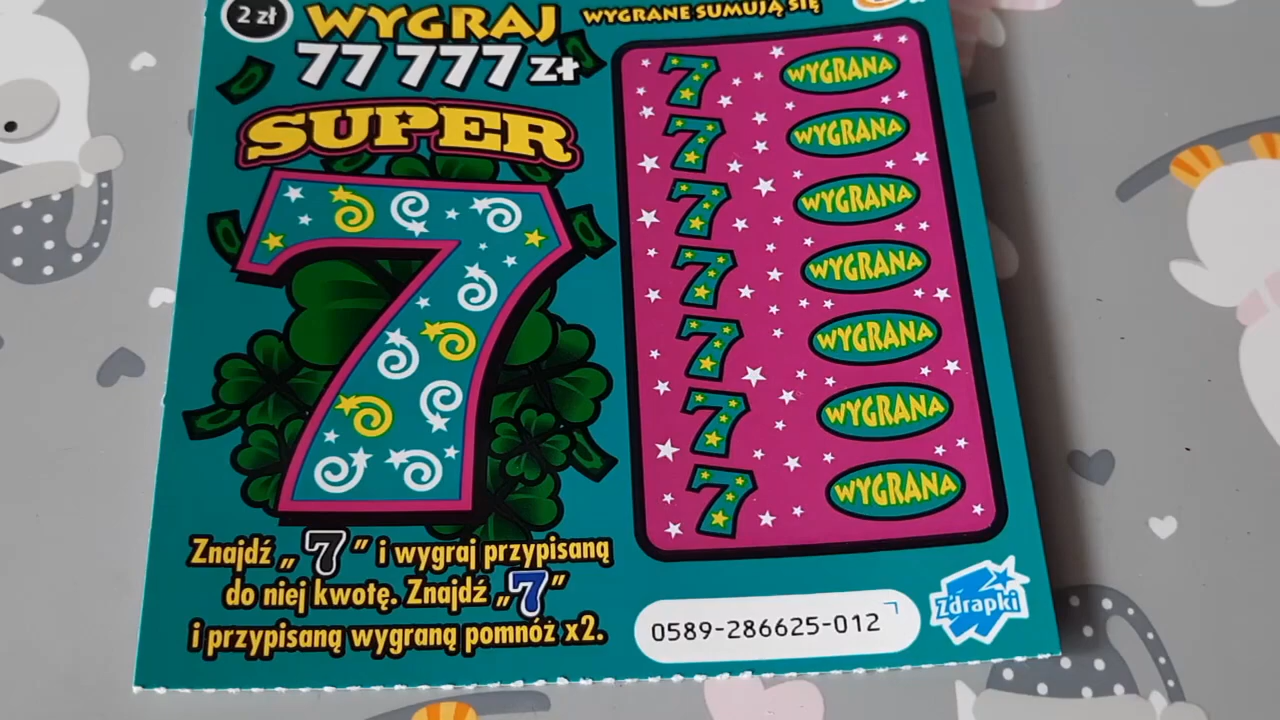 2 zł
WYGRAJ
77 777 zł
WYGRANE SUMUJĄ SIĘ
SUPER
7
7 WYGRANA
7 WYGRANA
7 WYGRANA
7 WYGRANA
7 WYGRANA
7 WYGRANA
7 WYGRANA
Znajdź „7” i wygraj przypisaną
do niej kwotę. Znajdź „7”
i przypisaną wygraną pomnóż x2.
0589-286625-012
Zdrapki